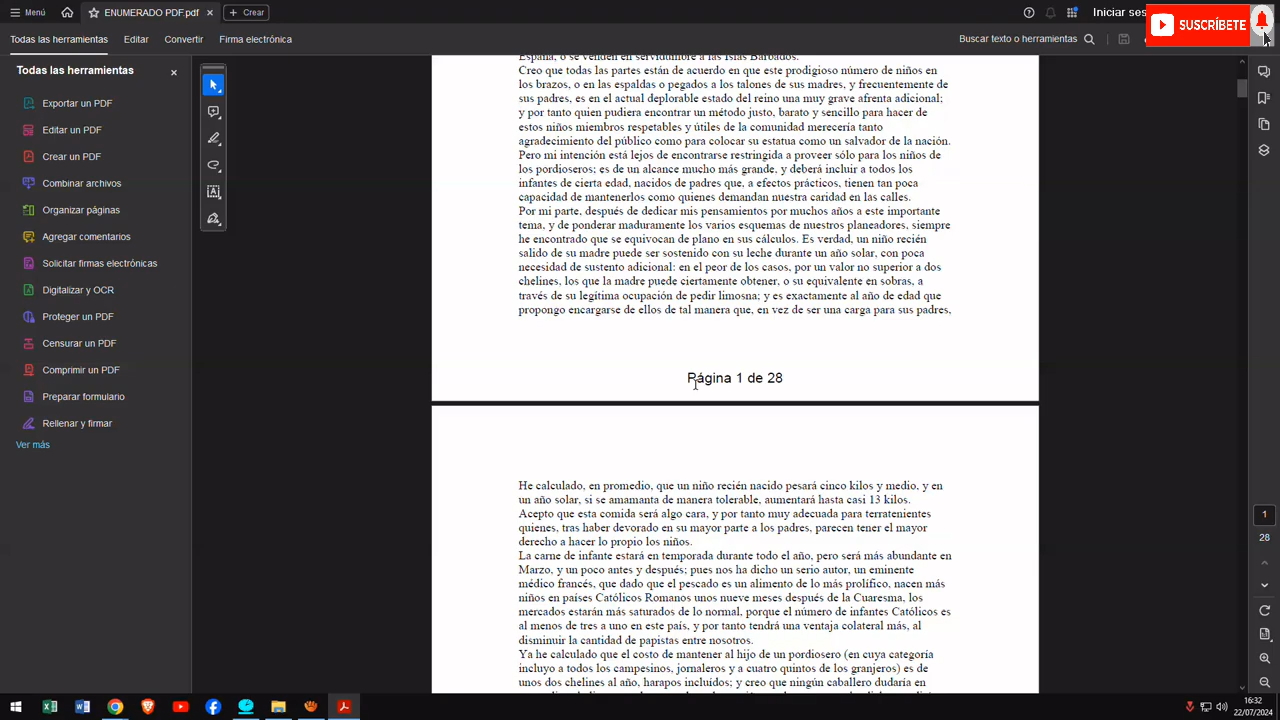 Menú
ENUMERADO PDF.pdf
Crear
Iniciar ses
SUSCRÍBETE
Todas las herramientas
Editar
Convertir
Firma electrónica
Buscar texto o herramientas
Todas las herramientas
Exportar un PDF
Editar un PDF
Crear un PDF
Combinar archivos
Organizar páginas
Agregar comentarios
Solicitar firmas electrónicas
Digitalizar y OCR
Proteger un PDF
Censurar un PDF
Comprimir un PDF
Preparar formulario
Rellenar y firmar
Ver más
España, o se venden en servidumbre a las Islas Barbados.
Creo que todas las partes están de acuerdo en que este prodigioso número de niños en
los brazos, o en las espaldas o pegados a los talones de sus madres, y frecuentemente de
sus padres, es en el actual deplorable estado del reino una muy grave afrenta adicional;
y por tanto quien pudiera encontrar un método justo, barato y sencillo para hacer de
estos niños miembros respetables y útiles de la comunidad merecería tanto
agradecimiento del público como para colocar su estatua como un salvador de la nación.
Pero mi intención está lejos de encontrarse restringida a proveer sólo para los niños de
los pordioseros; es de un alcance mucho más grande, y deberá incluir a todos los
infantes de cierta edad, nacidos de padres que, a efectos prácticos, tienen tan poca
capacidad de mantenerlos como quienes demandan nuestra caridad en las calles.
Por mi parte, después de dedicar mis pensamientos por muchos años a este importante
tema, y de ponderar maduramente los varios esquemas de nuestros planeadores, siempre
he encontrado que se equivocan de plano en sus cálculos. Es verdad, un niño recién
salido de su madre puede ser sostenido con su leche durante un año solar, con poca
necesidad de sustento adicional: en el peor de los casos, por un valor no superior a dos
chelines, los que la madre puede ciertamente obtener, o su equivalente en sobras, a
través de su legítima ocupación de pedir limosna; y es exactamente al año de edad que
propongo encargarse de ellos de tal manera que, en vez de ser una carga para sus padres,
Página 1 de 28
He calculado, en promedio, que un niño recién nacido pesará cinco kilos y medio, y en
un año solar, si se amamanta de manera tolerable, aumentará hasta casi 13 kilos.
Acepto que esta comida será algo cara, y por tanto muy adecuada para terratenientes
quienes, tras haber devorado en su mayor parte a los padres, parecen tener el mayor
derecho a hacer lo propio los niños.
La carne de infante estará en temporada durante todo el año, pero será más abundante en
Marzo, y un poco antes y después; pues nos ha dicho un serio autor, un eminente
médico francés, que dado que el pescado es un alimento de lo más prolífico, nacen más
niños en países Católicos Romanos unos nueve meses después de la Cuaresma, los
mercados estarán más saturados de lo normal, porque el número de infantes Católicos es
al menos de tres a uno en este país, y por tanto tendrá una ventaja colateral más, al
disminuir la cantidad de papistas entre nosotros.
Ya he calculado que el costo de mantener al hijo de un pordiosero (en cuya categoría
incluyo a todos los campesinos, jornaleros y a cuatro quintos de los granjeros) es de
unos dos chelines al año, harapos incluidos; y creo que ningún caballero dudaría en
1
28
16:32
22/07/2024